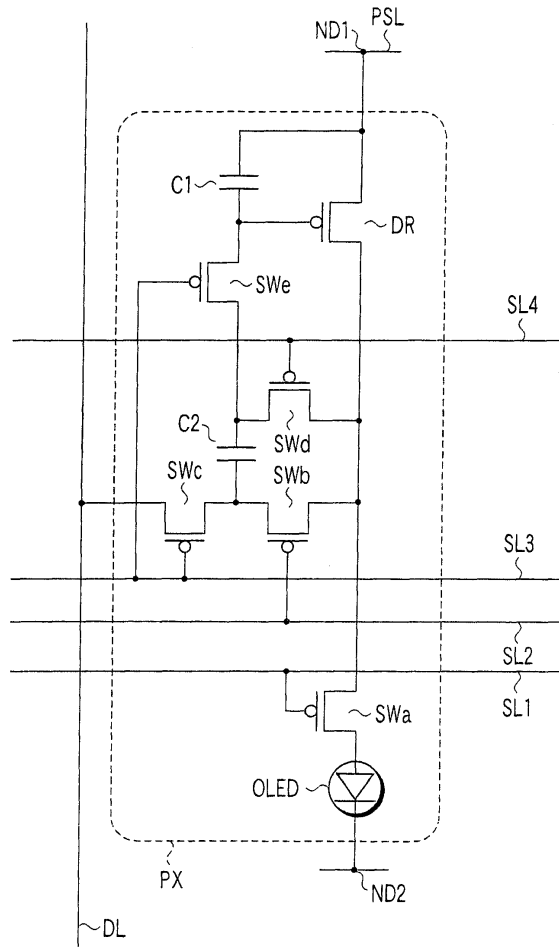 ND1
PSL
C1
DR
SWe
SL4
C2
SWd
SWc
SWb
SL3
SL2
SL1
SWa
OLED
PX
ND2
DL